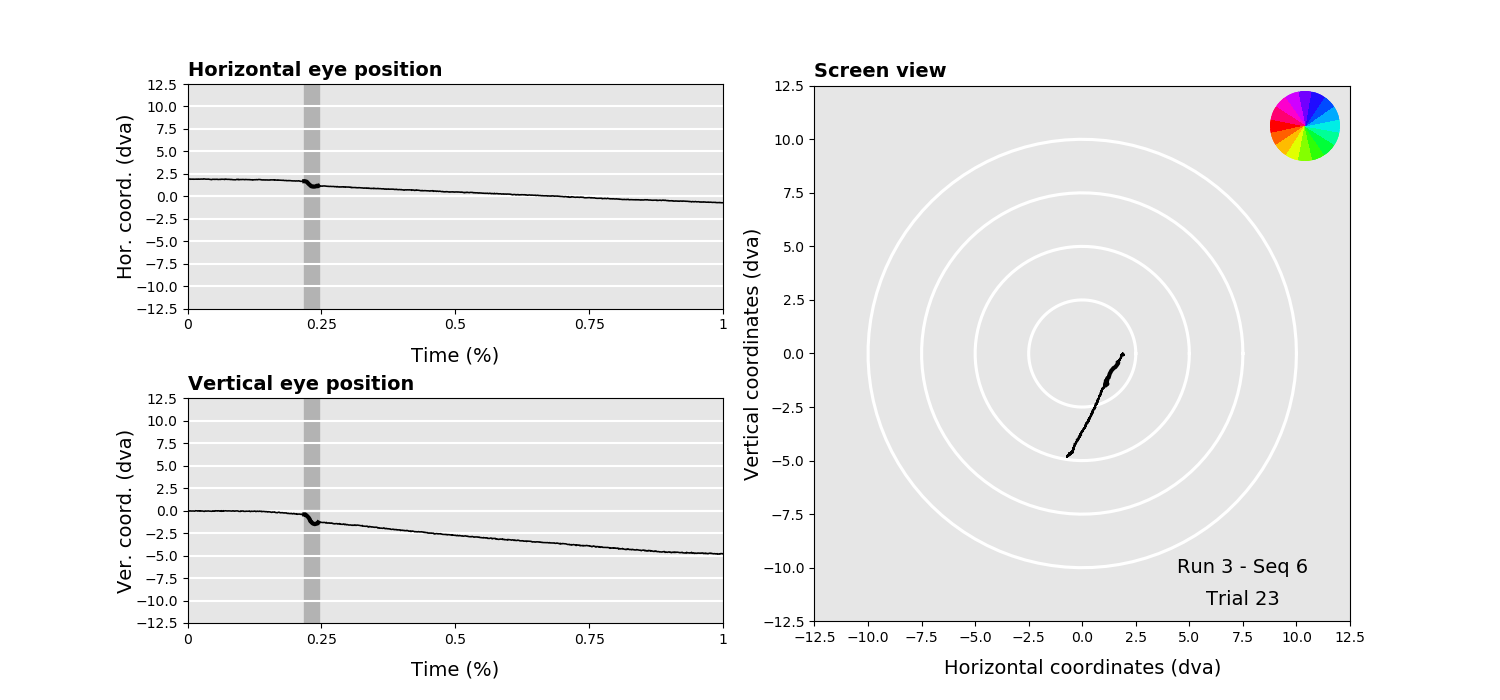 Horizontal eye position
Hor. coord. (dva)
12.5
10.0
7.5
5.0
2.5
0.0
−2.5
−5.0
−7.5
−10.0
−12.5
0 0.25 0.5 0.75 1
Time (%)
Vertical eye position
Ver. coord. (dva)
12.5
10.0
7.5
5.0
2.5
0.0
−2.5
−5.0
−7.5
−10.0
−12.5
0 0.25 0.5 0.75 1
Time (%)
Screen view
Vertical coordinates (dva)
12.5
10.0
7.5
5.0
2.5
0.0
−2.5
−5.0
−7.5
−10.0
−12.5
Run 3 - Seq 6
Trial 23
−12.5 −10.0 −7.5 −5.0 −2.5 0.0 2.5 5.0 7.5 10.0 12.5
Horizontal coordinates (dva)